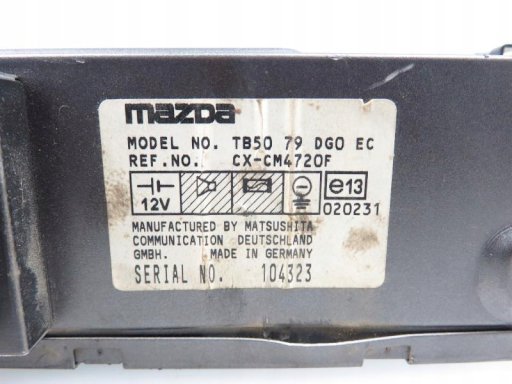 mazda
MODEL NO. TB50 79 DG0 EC
REF.NO. CX-CM4720F
12V
e13
020231
MANUFACTURED BY MATSUSHITA
COMMUNICATION DEUTSCHLAND
GMBH. MADE IN GERMANY
SERIAL NO. 104323